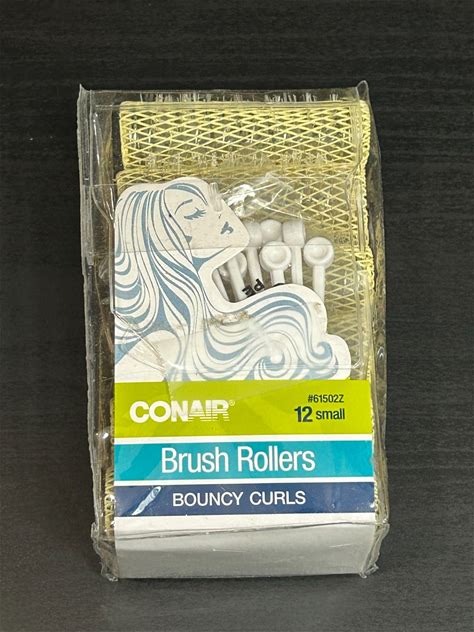 #61502Z
CONAIR® 12 small
Brush Rollers
BOUNCY CURLS